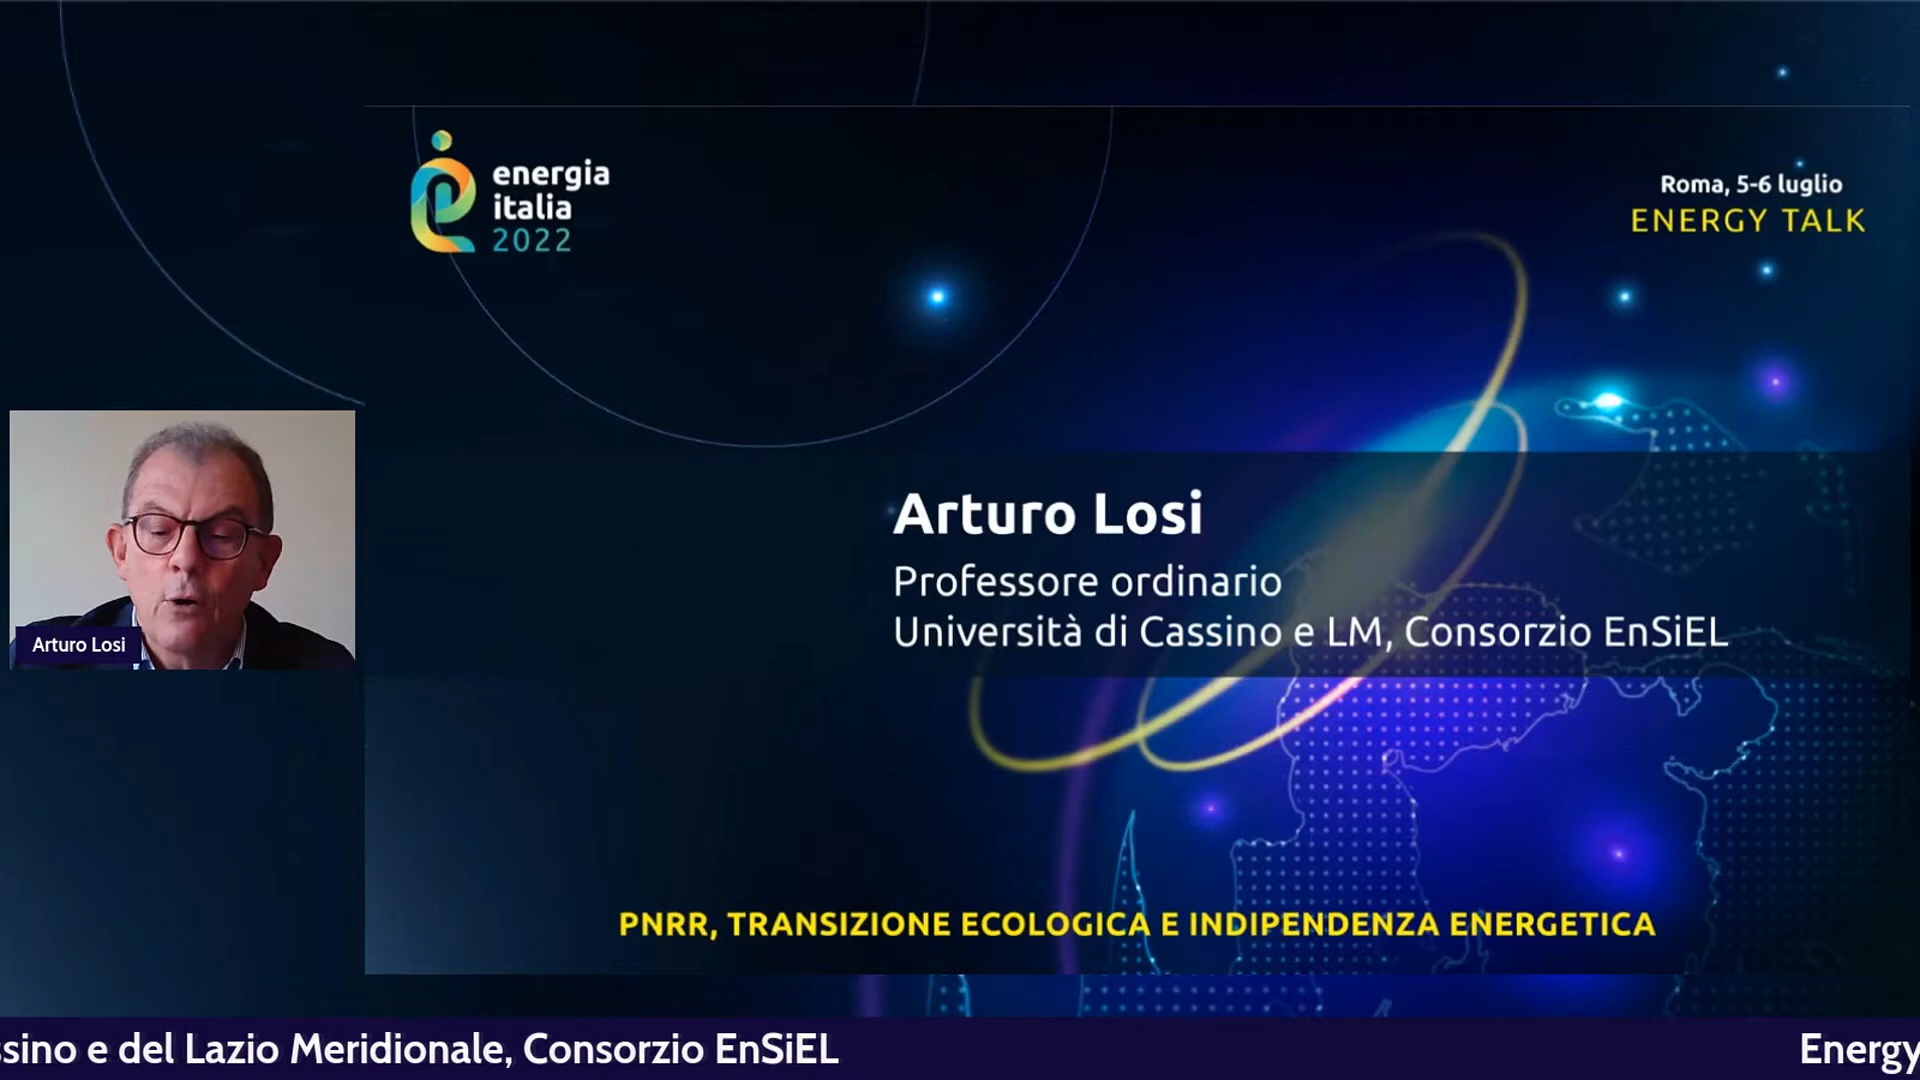 energia
italia
2022
Roma, 5-6 luglio
ENERGY TALK
Arturo Losi
Professore ordinario
Università di Cassino e LM, Consorzio EnSiEL
Arturo Losi
PNRR, TRANSIZIONE ECOLOGICA E INDIPENDENZA ENERGETICA
ssino e del Lazio Meridionale, Consorzio EnSiEL
Energy